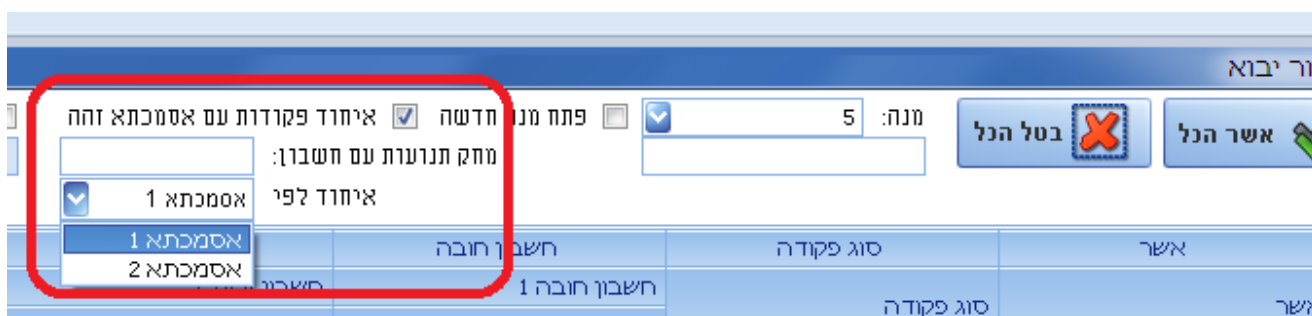 יבוא
אשר הכל
בטל הכל
מנה: 5
פתח מנה חדשה
איחוד פקודות עם אסמכתא זהה
מחק תנועות עם חשבון:
איחוד לפי אסמכתא 1
אסמכתא 1
אסמכתא 2
אשר
סוג פקודה
חשבון חובה
אשר
סוג פקודה
חשבון חובה 1